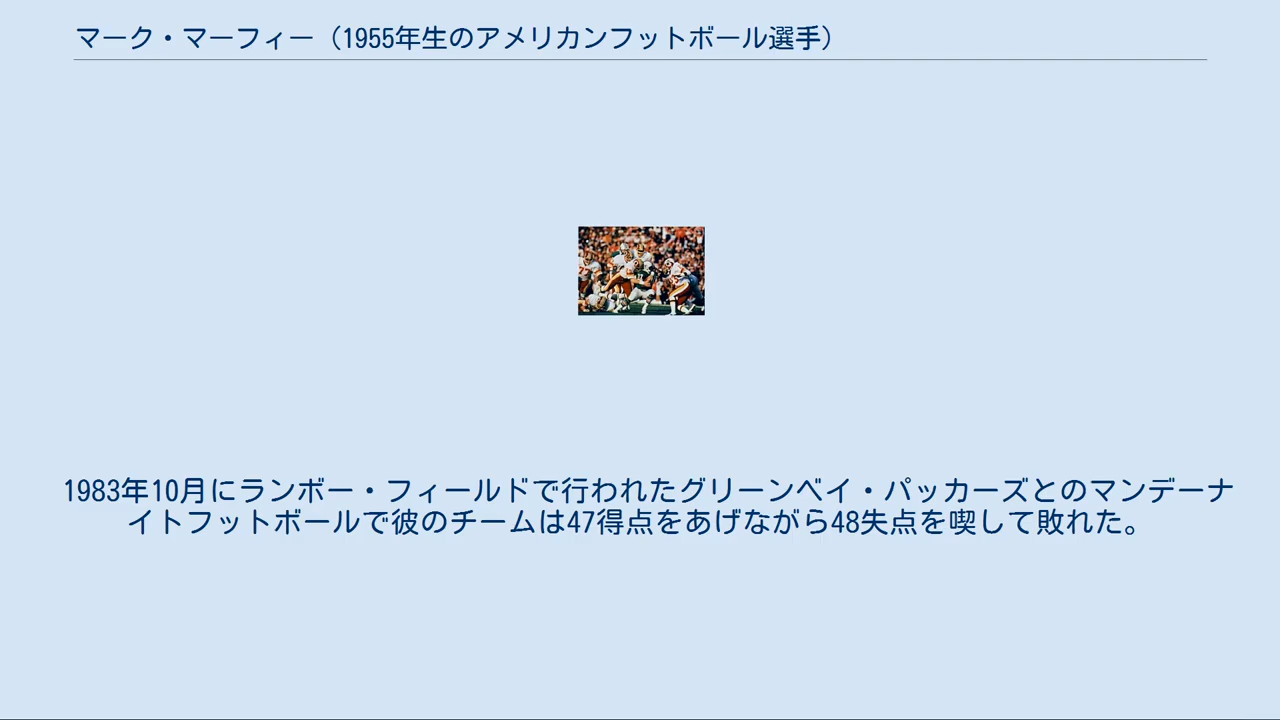 マーク・マーフィー（1955年生のアメリカンフットボール選手）
1983年10月にランボー・フィールドで行われたグリーンベイ・パッカーズとのマンデーナ
イトフットボールで彼のチームは47得点をあげながら48失点を喫して敗れた。